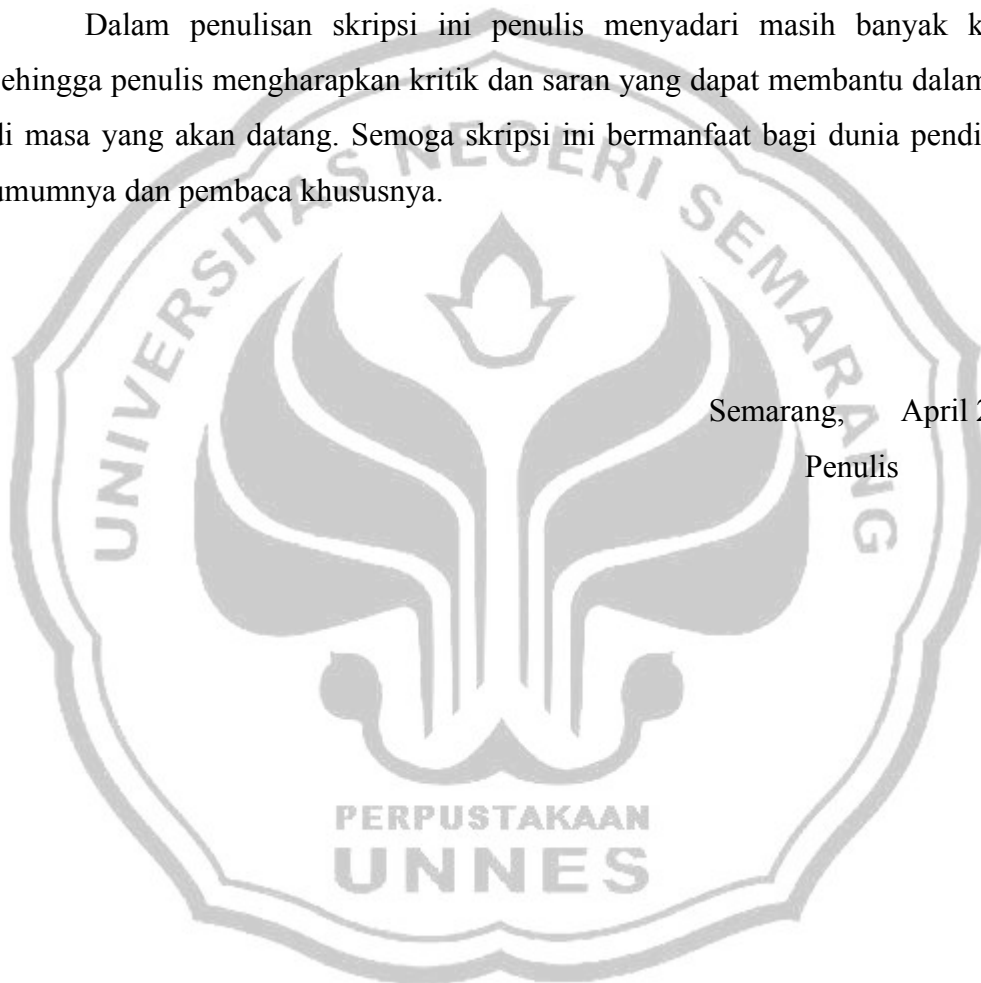 Dalam penulisan skripsi ini penulis menyadari masih banyak
penulis mengharapkan kritik dan saran yang dapat membantu dalam
masa yang akan datang. Semoga skripsi ini bermanfaat bagi dunia
umumnya dan pembaca khususnya.
UNIVERSITAS NEGERI SEMARANG
Semarang, April
Penulis
PERPUSTAKAAN
UNNES